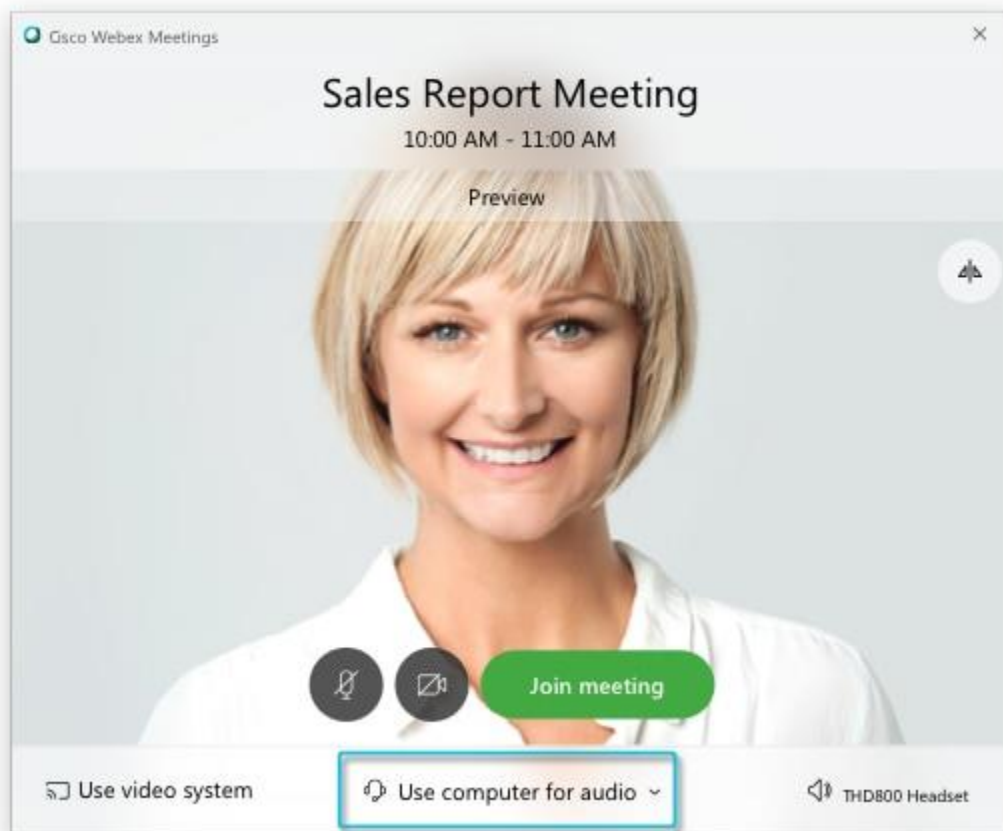 Cisco Webex Meetings
Sales Report Meeting
10:00 AM - 11:00 AM
Preview
Join meeting
Use video system
Use computer for audio
THD800 Headset